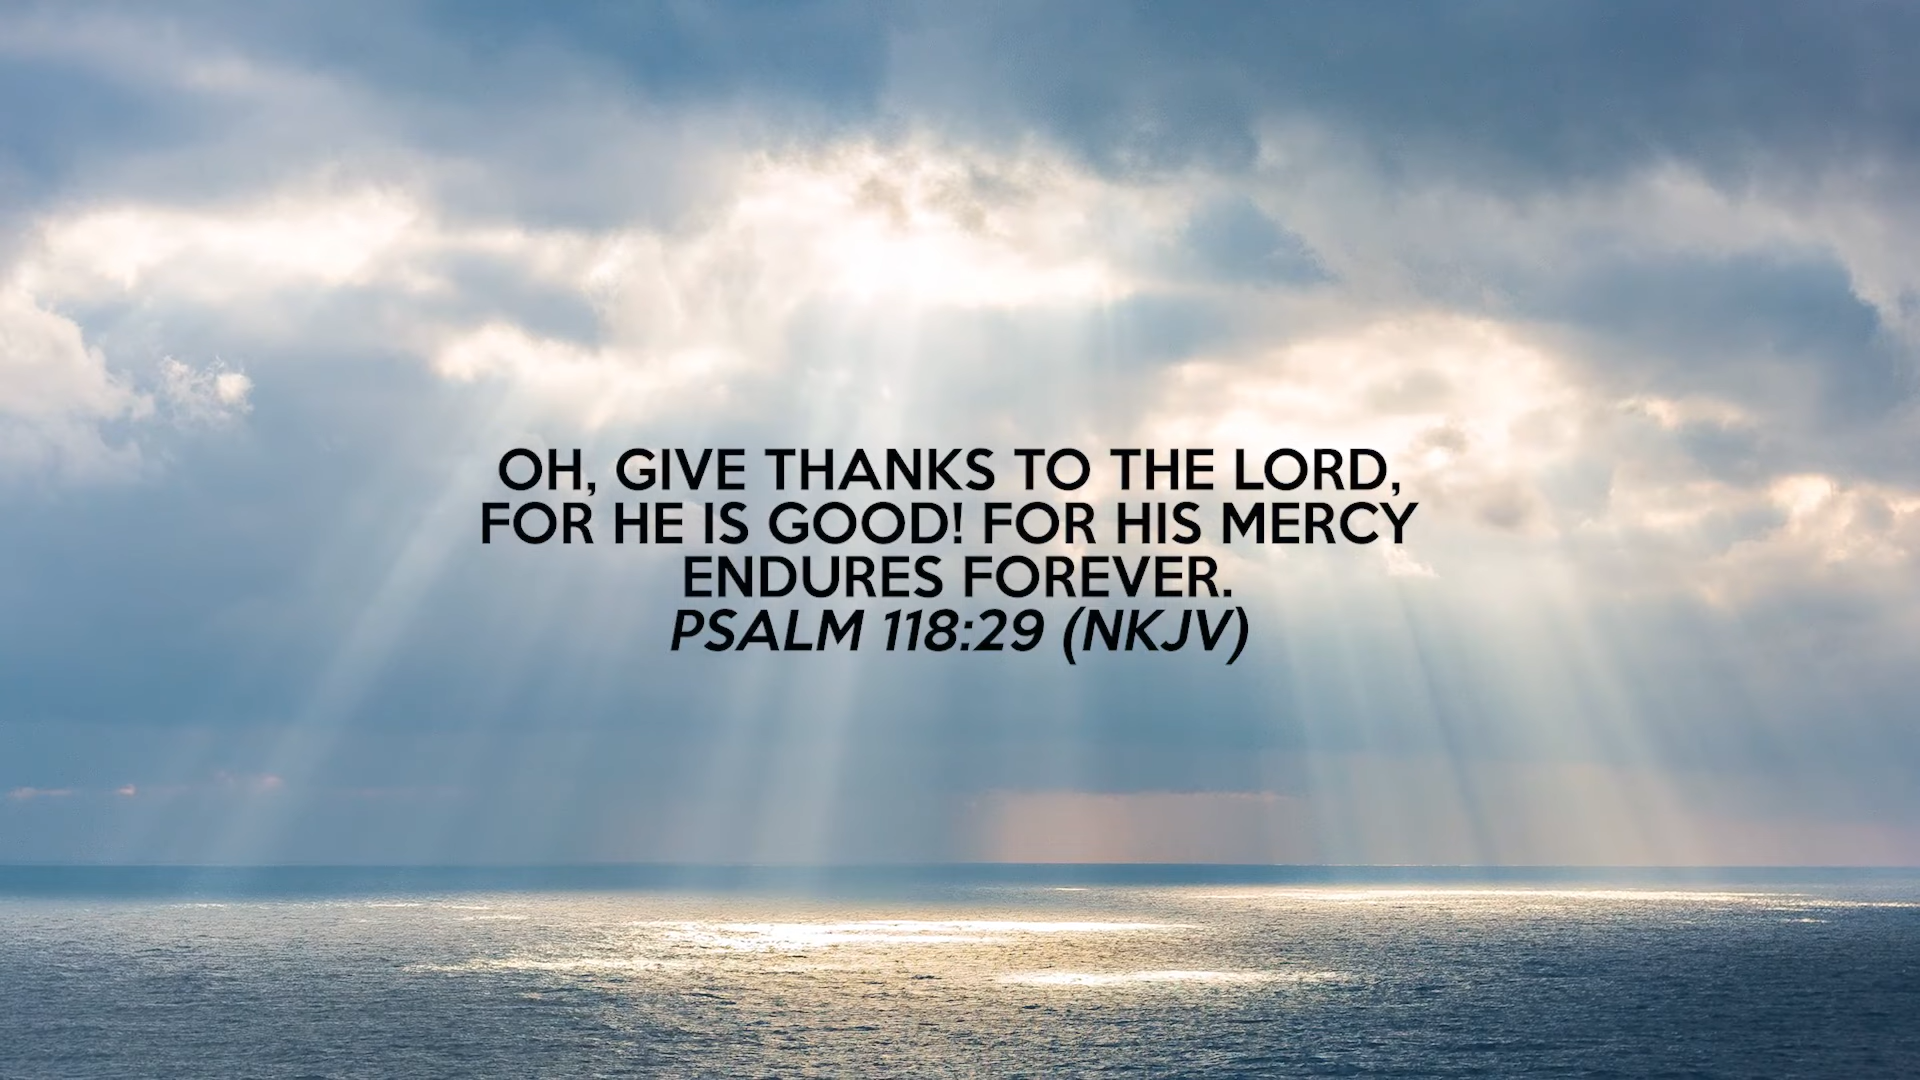 OH, GIVE THANKS TO THE LORD,
FOR HE IS GOOD! FOR HIS MERCY
ENDURES FOREVER.
PSALM 118:29 (NKJV)